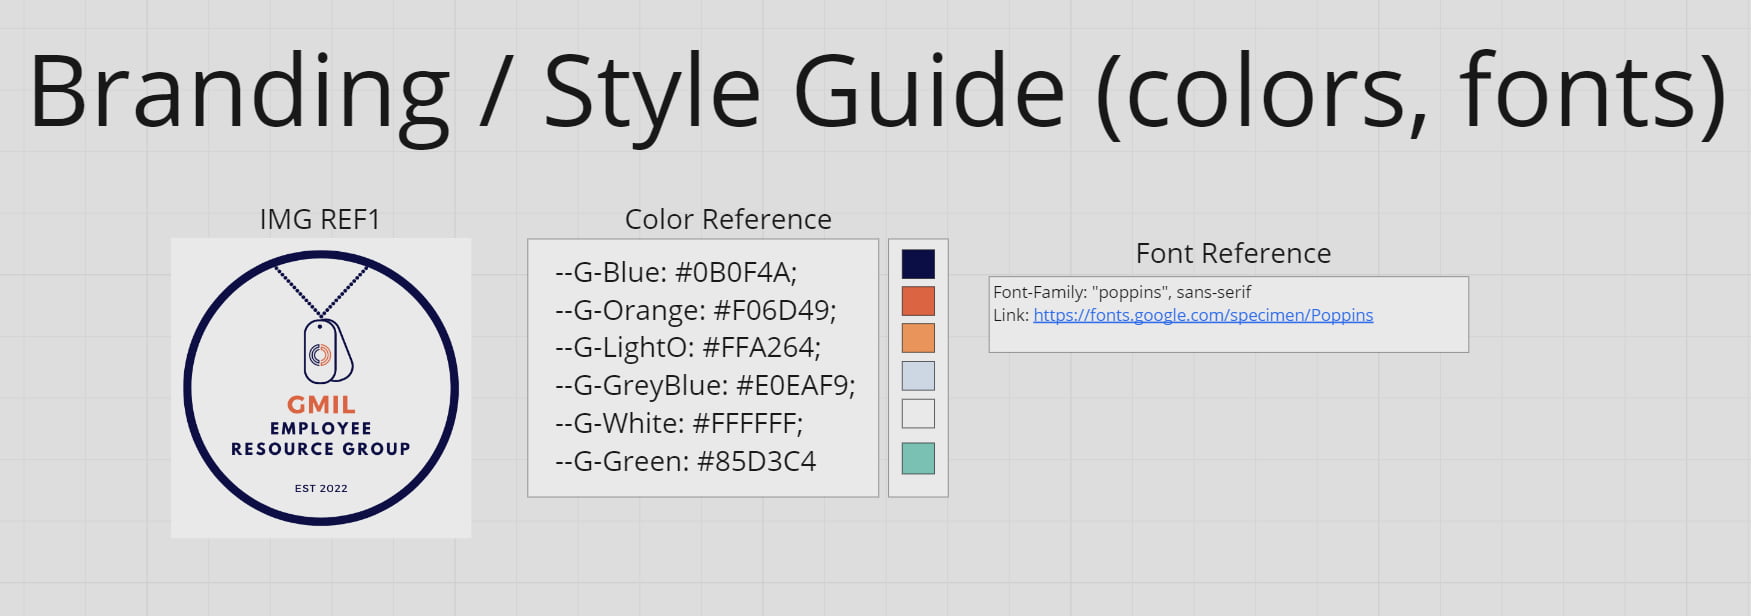 Branding / Style Guide (colors, fonts)
IMG REF1
GMIL
EMPLOYEE
RESOURCE GROUP
EST 2022
Color Reference
--G-Blue: #0B0F4A;
--G-Orange: #F06D49;
--G-LightO: #FFA264;
--G-GreyBlue: #E0EAF9;
--G-White: #FFFFFF;
--G-Green: #85D3C4
Font Reference
Font-Family: "poppins", sans-serif
Link: https://fonts.google.com/specimen/Poppins